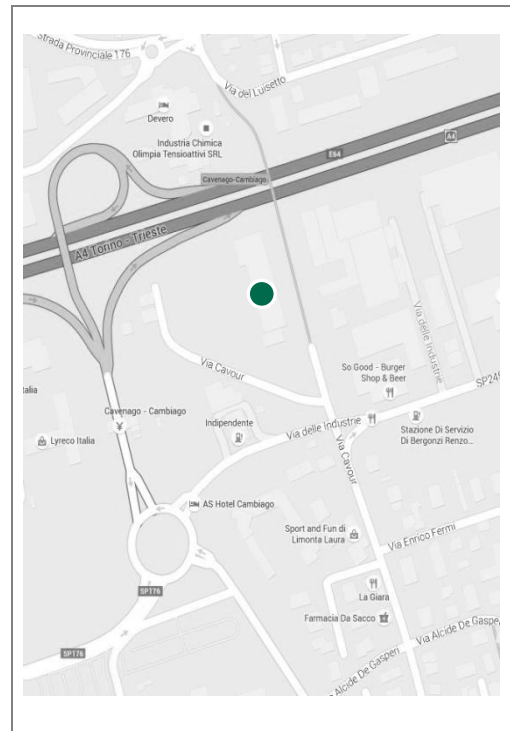 Strada Provinciale 176
Via del Luisetto
Devero
Industria Chimica
Olimpia Tensioattivi SRL
E64
A4
Cavenago-Cambiago
A4 Torino - Trieste
Via delle Industrie
Via Cavour
So Good - Burger
Shop & Beer
SP246
alia
Cavenago - Cambiago
Indipendente
Via delle Industrie
Stazione Di Servizio
Di Bergonzi Renzo...
Lyreco Italia
Via Cavour
AS Hotel Cambiago
Sport and Fun di
Limonta Laura
Via Enrico Fermi
SP176
La Giara
Farmacia Da Sacco
Via Alcide De Gasperi
SP176
Via Alcide De Gasperi